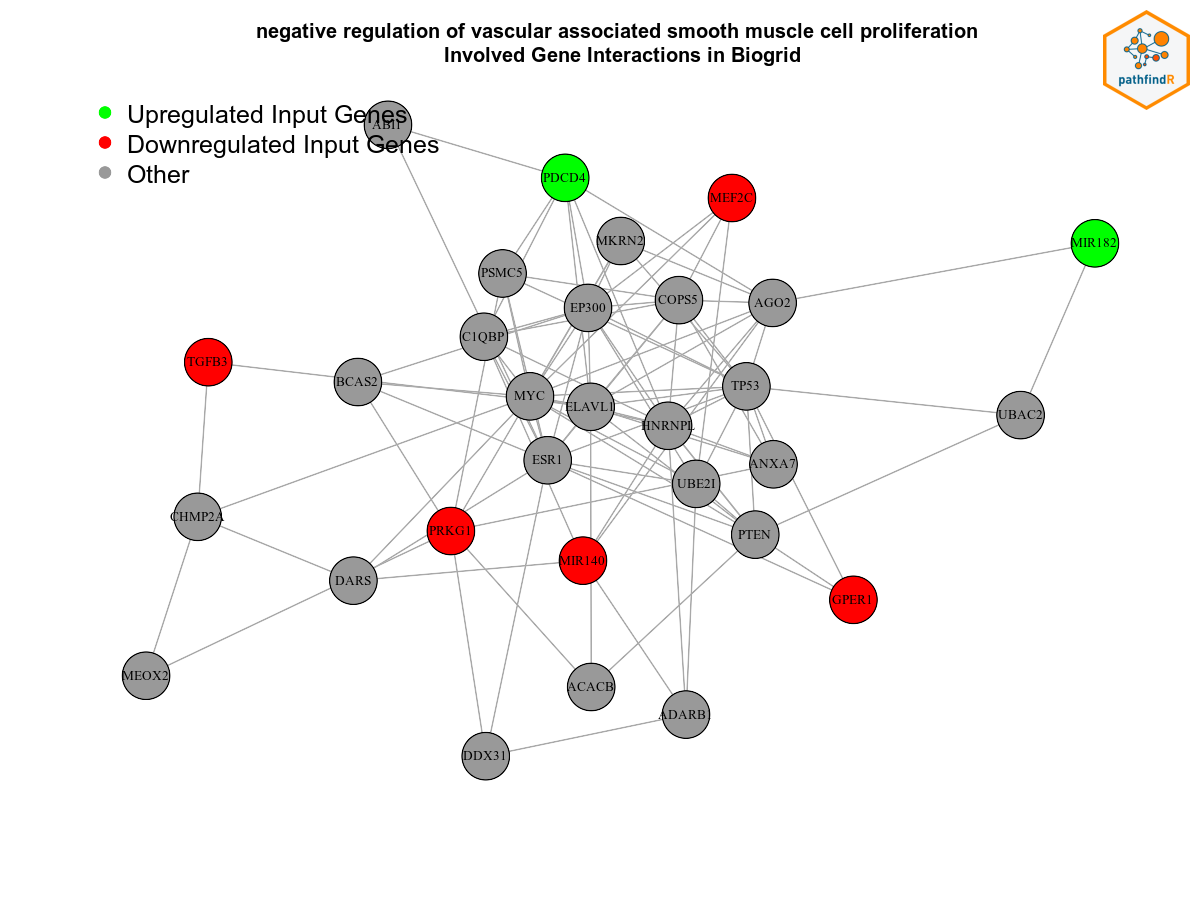 negative regulation of vascular associated smooth muscle cell proliferation
Involved Gene Interactions in Biogrid
pathfindR
Upregulated Input Genes
Downregulated Input Genes
Other
ABI1
PDCD4
MEF2C
MKRN2
MIR182
PSMC5
EP300
COPS5
AGO2
C1QBP
TGFB3
BCAS2
MYC
ELAVL1
TP53
HNRNPL
UBAC2
ESR1
UBE2I
ANXA7
CHMP2A
PRKG1
PTEN
DARS
MIR140
GPER1
MEOX2
ACACB
ADARB
DDX31